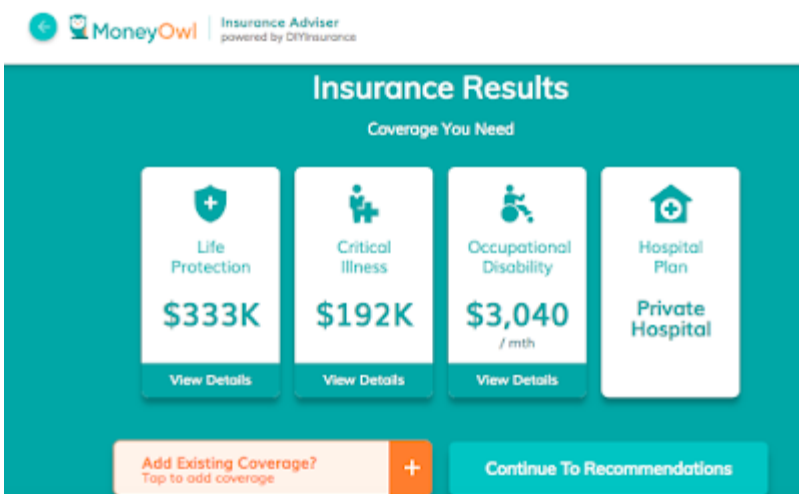 MoneyOwl
Insurance Adviser
powered by DIYInsurance
Insurance Results
Coverage You Need
Life
Protection
$333K
View Details
Critical
Illness
$192K
View Details
Occupational
Disability
$3,040
/ mth
View Details
Hospital
Plan
Private
Hospital
Add Existing Coverage?
Tap to add coverage
+
Continue To Recommendations